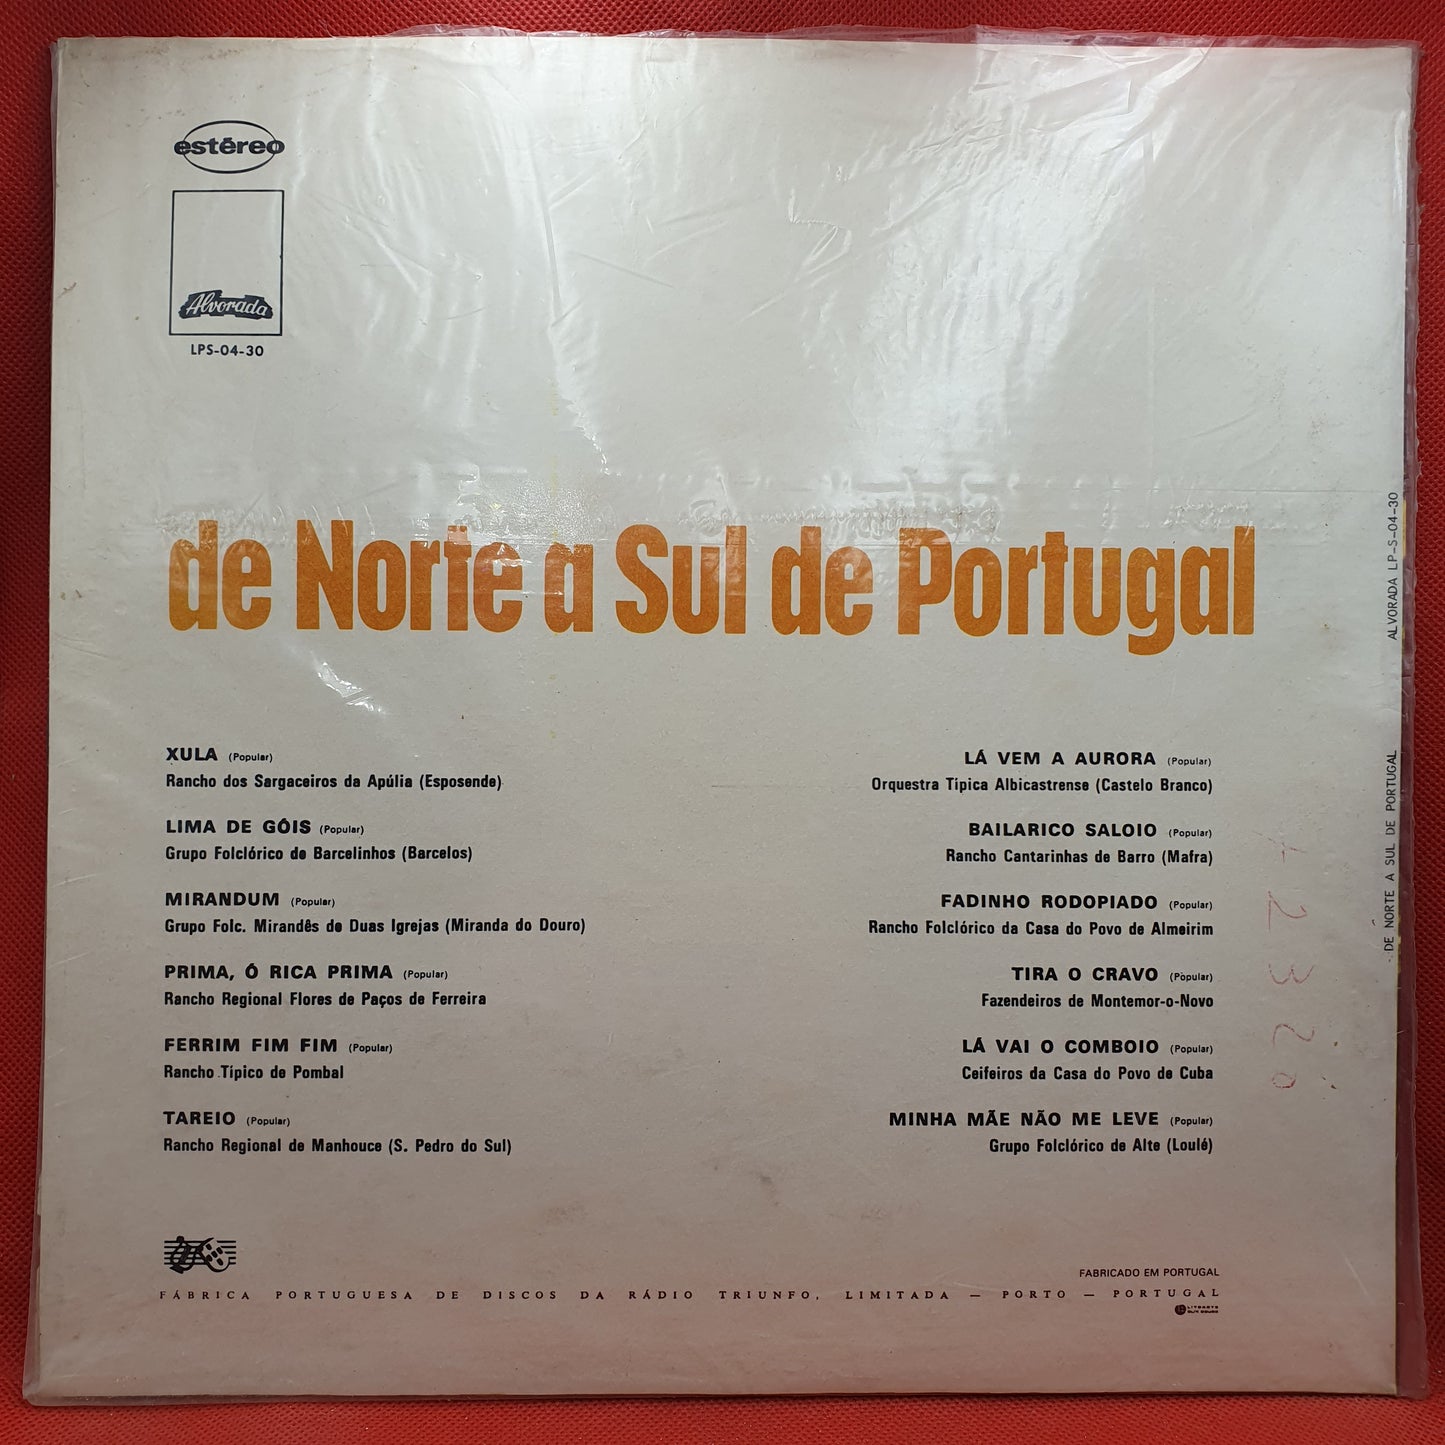 estéreo
Alvorada
LPS-04-30
de Norte a Sul de Portugal
XULA (Popular)
Rancho dos Sargaceiros da Apúlia (Esposende)
LIMA DE GÓIS (Popular)
Grupo Folclórico de Barcelinhos (Barcelos)
MIRANDUM (Popular)
Grupo Folc. Mirandês de Duas Igrejas (Miranda do Douro)
PRIMA, Ó RICA PRIMA (Popular)
Rancho Regional Flores de Paços de Ferreira
FERRIM FIM FIM (Popular)
Rancho Típico de Pombal
TAREIO (Popular)
Rancho Regional de Manhouce (S. Pedro do Sul)
LÁ VEM A AURORA (Popular)
Orquestra Típica Albicastrense (Castelo Branco)
BAILARICO SALOIO (Popular)
Rancho Cantarinhas de Barro (Mafra)
FADINHO RODOPIADO (Popular)
Rancho Folclórico da Casa do Povo de Almeirim
TIRA O CRAVO (Popular)
Fazendeiros de Montemor-o-Novo
LÁ VAI O COMBOIO (Popular)
Ceifeiros da Casa do Povo de Cuba
MINHA MÃE NÃO ME LEVE (Popular)
Grupo Folclórico de Alte (Loulé)
DE NORTE A SUL DE PORTUGAL ALVORADA LP-S-04-30
FABRICADO EM PORTUGAL
FÁBRICA PORTUGUESA DE DISCOS DA RÁDIO TRIUNFO, LIMITADA — PORTO — PORTUGAL